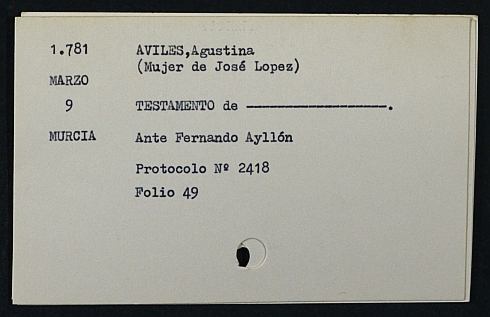 1.781 AVILES,Agustina
(Mujer de José Lopez)
MARZO
9 TESTAMENTO de --------------------.
MURCIA Ante Fernando Ayllón
Protocolo Nº 2418
Folio 49